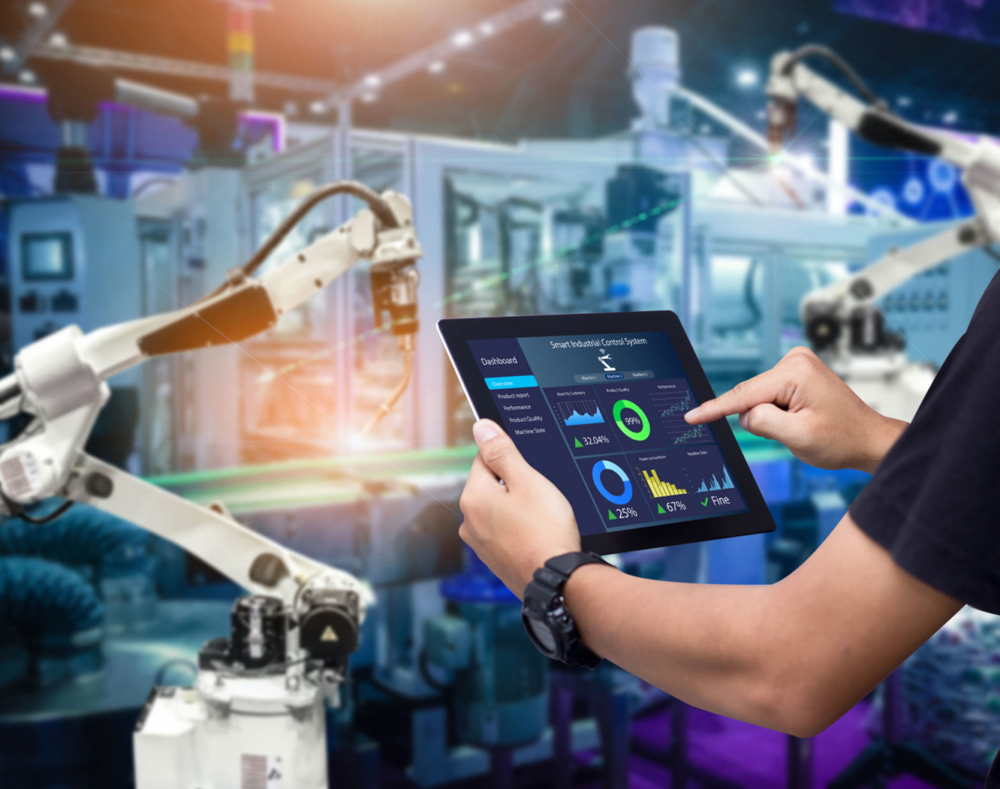 Smart Industrial Control System
Dashboard
Machine 1 Machine 2 Machine 3
Overview
Product report
Performance
Product Quality
Machine State
Monthly Summary
32.04%
Product Quality
99%
Performance
25%
Power consumtion
67%
Machine State
Fine